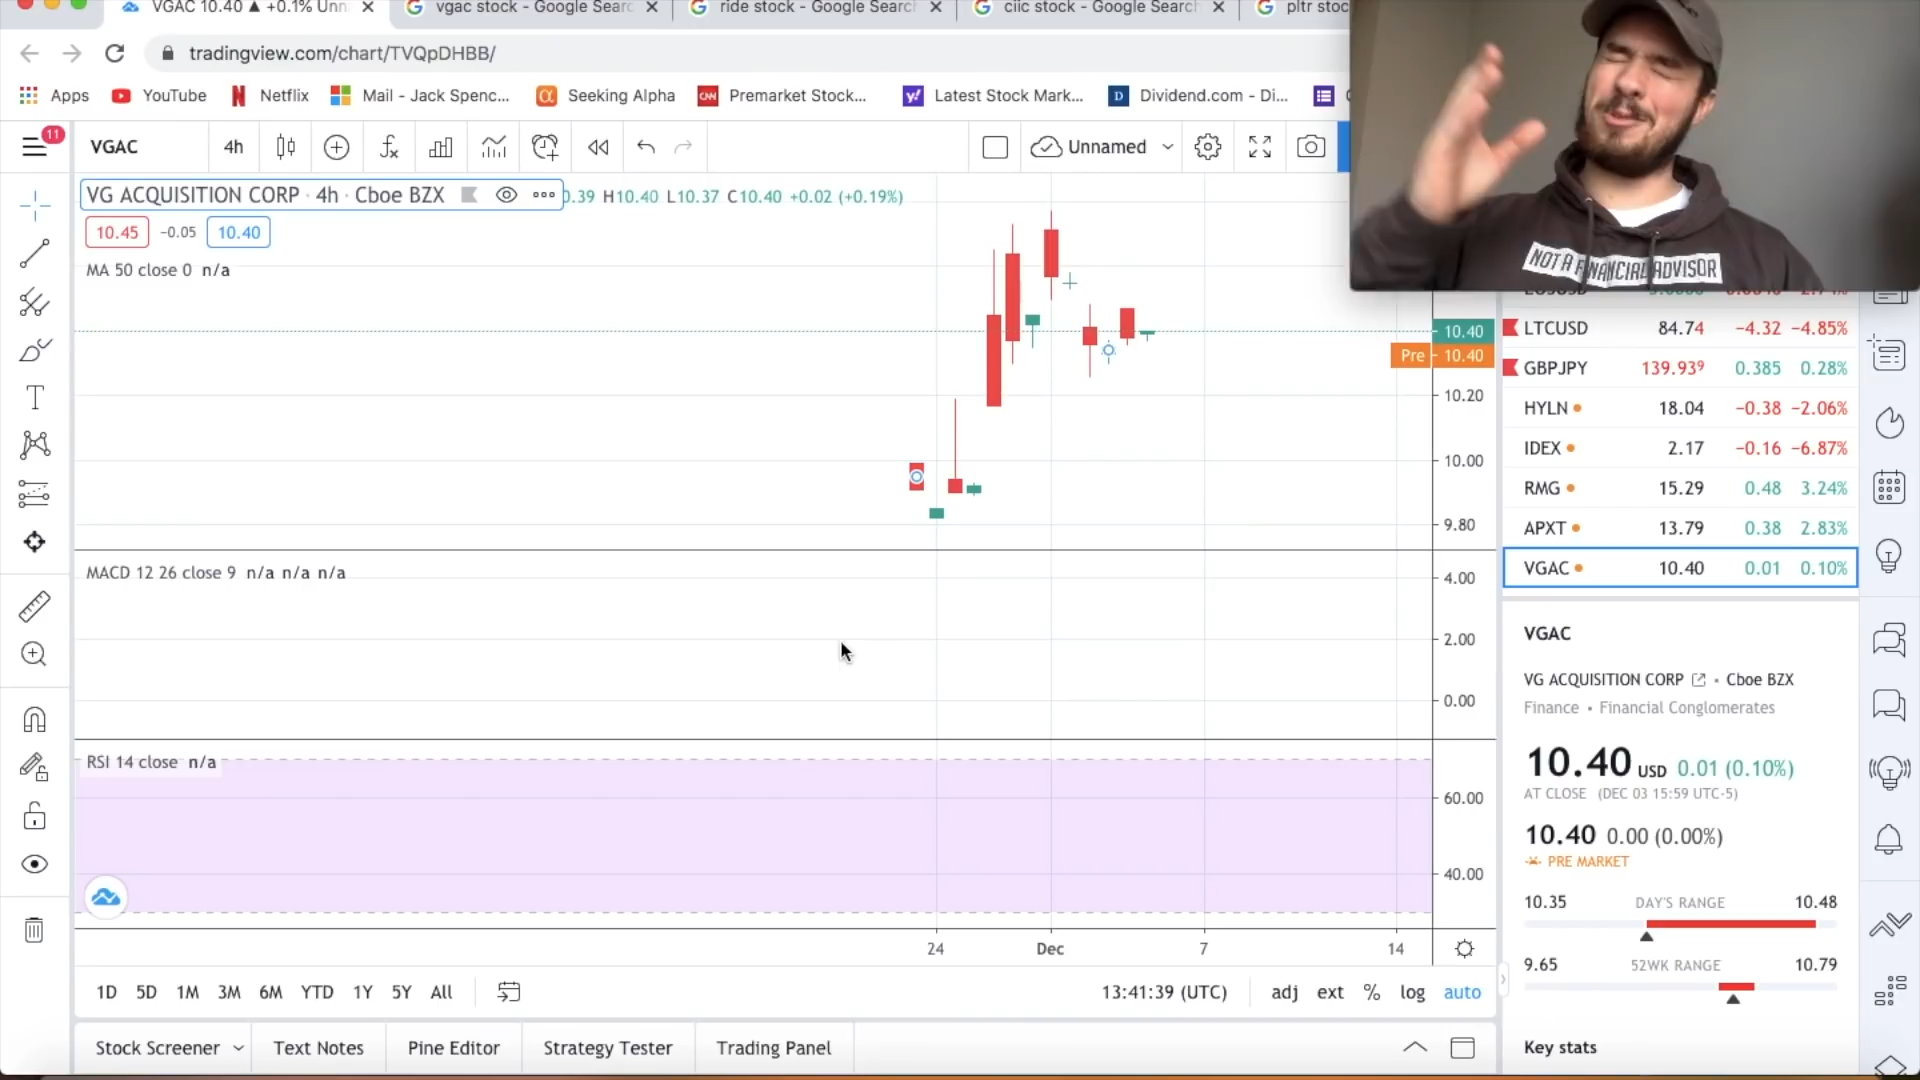 VGAC 10.40 ▲ +0.1% Unn
vgac stock - Google Searc
ride stock - Google Search
ciic stock - Google Search
pltr stoc
tradingview.com/chart/TVQpDHBB/
Apps
YouTube
Netflix
Mail - Jack Spenc...
Seeking Alpha
Premarket Stock...
Latest Stock Mark...
Dividend.com - Di...
11
VGAC
4h
Unnamed
VG ACQUISITION CORP · 4h · Cboe BZX
0.39 H10.40 L10.37 C10.40 +0.02 (+0.19%)
10.45 −0.05 10.40
MA 50 close 0 n/a
NOT A FINANCIAL ADVISOR
10.40
Pre 10.40
10.20
10.00
9.80
MACD 12 26 close 9 n/a n/a n/a
4.00
2.00
0.00
RSI 14 close n/a
60.00
40.00
24 Dec 7 14
1D 5D 1M 3M 6M YTD 1Y 5Y All
13:41:39 (UTC)
adj ext % log auto
Stock Screener
Text Notes
Pine Editor
Strategy Tester
Trading Panel
LTCUSD 84.74 −4.32 −4.85%
GBPJPY 139.939 0.385 0.28%
HYLN 18.04 −0.38 −2.06%
IDEX 2.17 −0.16 −6.87%
RMG 15.29 0.48 3.24%
APXT 13.79 0.38 2.83%
VGAC 10.40 0.01 0.10%
VGAC
VG ACQUISITION CORP • Cboe BZX
Finance • Financial Conglomerates
10.40 USD 0.01 (0.10%)
AT CLOSE (DEC 03 15:59 UTC-5)
10.40 0.00 (0.00%)
PRE MARKET
10.35 DAY'S RANGE 10.48
9.65 52WK RANGE 10.79
Key stats